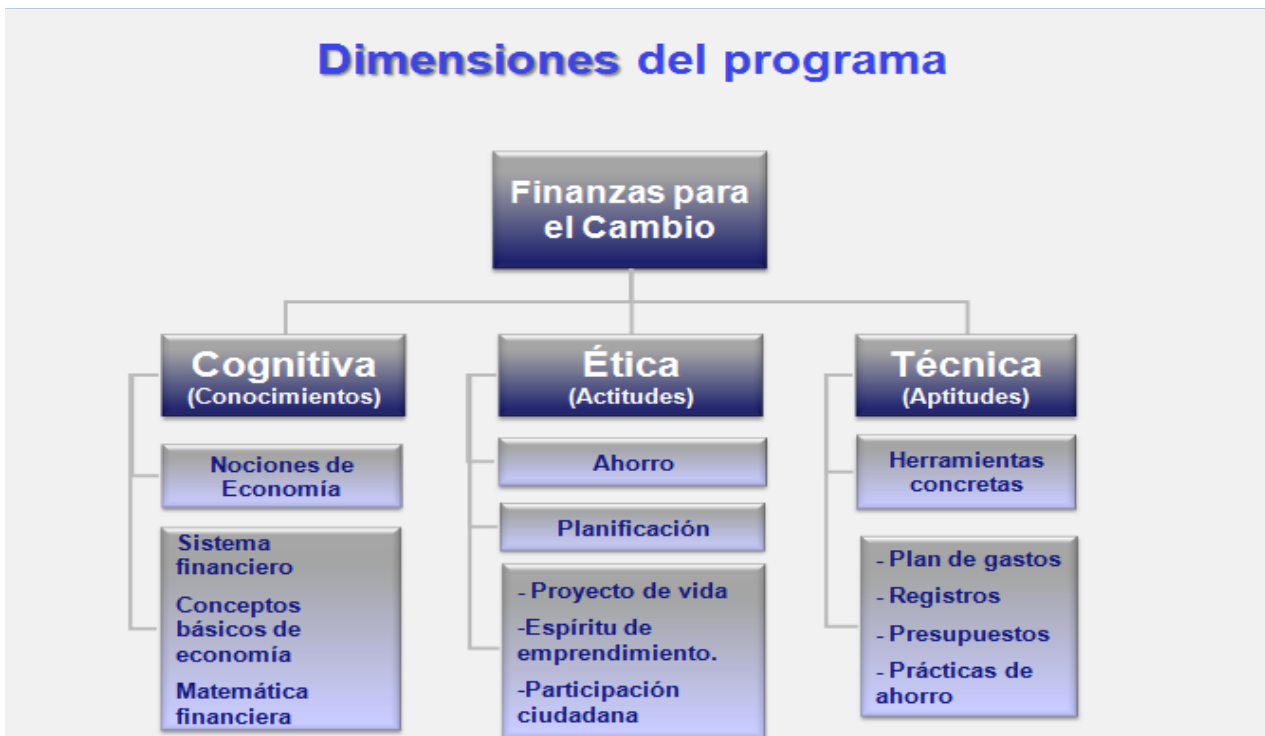 Dimensiones del programa
Finanzas para
el Cambio
Cognitiva
(Conocimientos)
Nociones de
Economía
Sistema
financiero
Conceptos
básicos de
economía
Matemática
financiera
Ética
(Actitudes)
Ahorro
Planificación
- Proyecto de vida
-Espíritu de
emprendimiento.
-Participación
ciudadana
Técnica
(Aptitudes)
Herramientas
concretas
- Plan de gastos
- Registros
- Presupuestos
- Prácticas de
ahorro